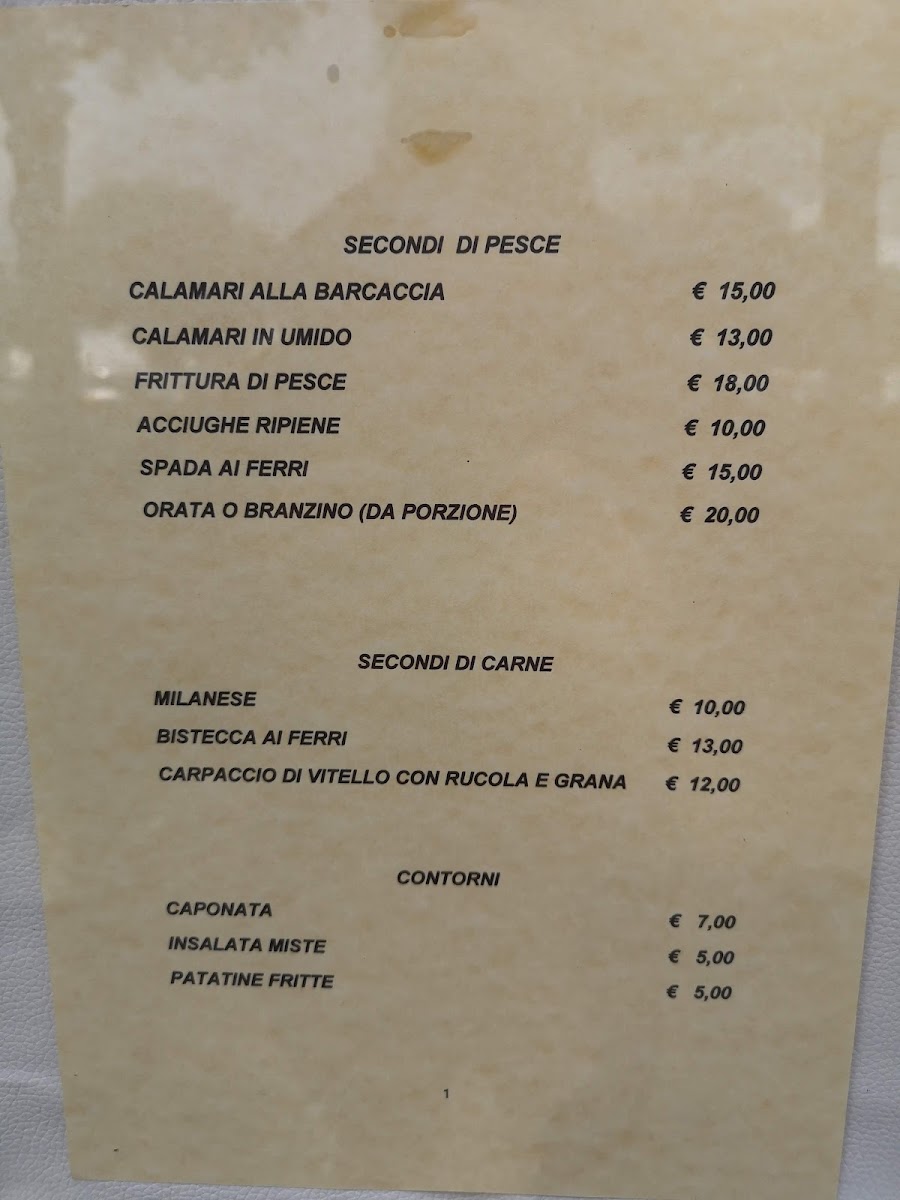 SECONDI DI PESCE
CALAMARI ALLA BARCACCIA € 15,00
CALAMARI IN UMIDO € 13,00
FRITTURA DI PESCE € 18,00
ACCIUGHE RIPIENE € 10,00
SPADA AI FERRI € 15,00
ORATA O BRANZINO (DA PORZIONE) € 20,00
SECONDI DI CARNE
MILANESE € 10,00
BISTECCA AI FERRI € 13,00
CARPACCIO DI VITELLO CON RUCOLA E GRANA € 12,00
CONTORNI
CAPONATA € 7,00
INSALATA MISTE € 5,00
PATATINE FRITTE € 5,00
1